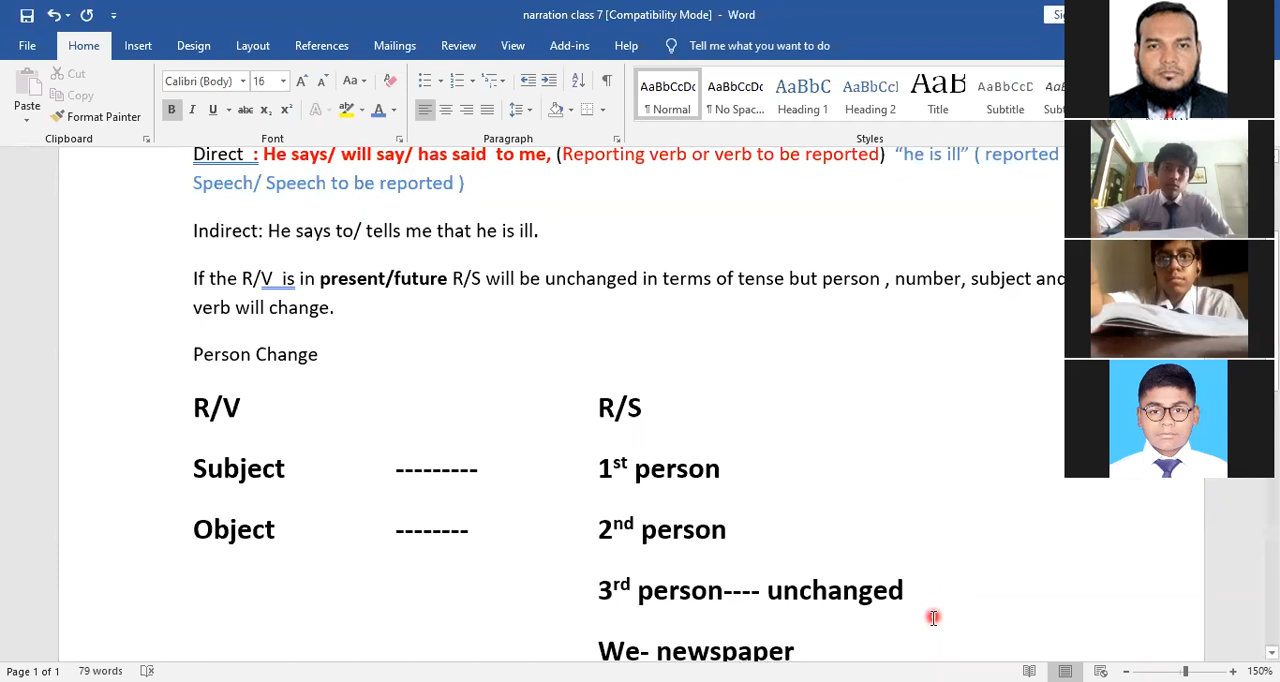 narration class 7 [Compatibility Mode] - Word
File Home Insert Design Layout References Mailings Review View Add-ins Help Tell me what you want to do
Paste
Cut
Copy
Format Painter
Calibri (Body) 16
Aa
B I U abc x₂ x²
AaBbCcDc AaBbCcDc AaBbC AaBbCc AaB AaBbCcD
¶ Normal ¶ No Spac... Heading 1 Heading 2 Title Subtitle
Clipboard Font Paragraph Styles
Direct : He says/ will say/ has said to me, (Reporting verb or verb to be reported) “he is ill” ( reported
Speech/ Speech to be reported )
Indirect: He says to/ tells me that he is ill.
If the R/V is in present/future R/S will be unchanged in terms of tense but person , number, subject and
verb will change.
Person Change
R/V R/S
Subject --------- 1st person
Object -------- 2nd person
3rd person---- unchanged
We- newspaper
Page 1 of 1 79 words 150%